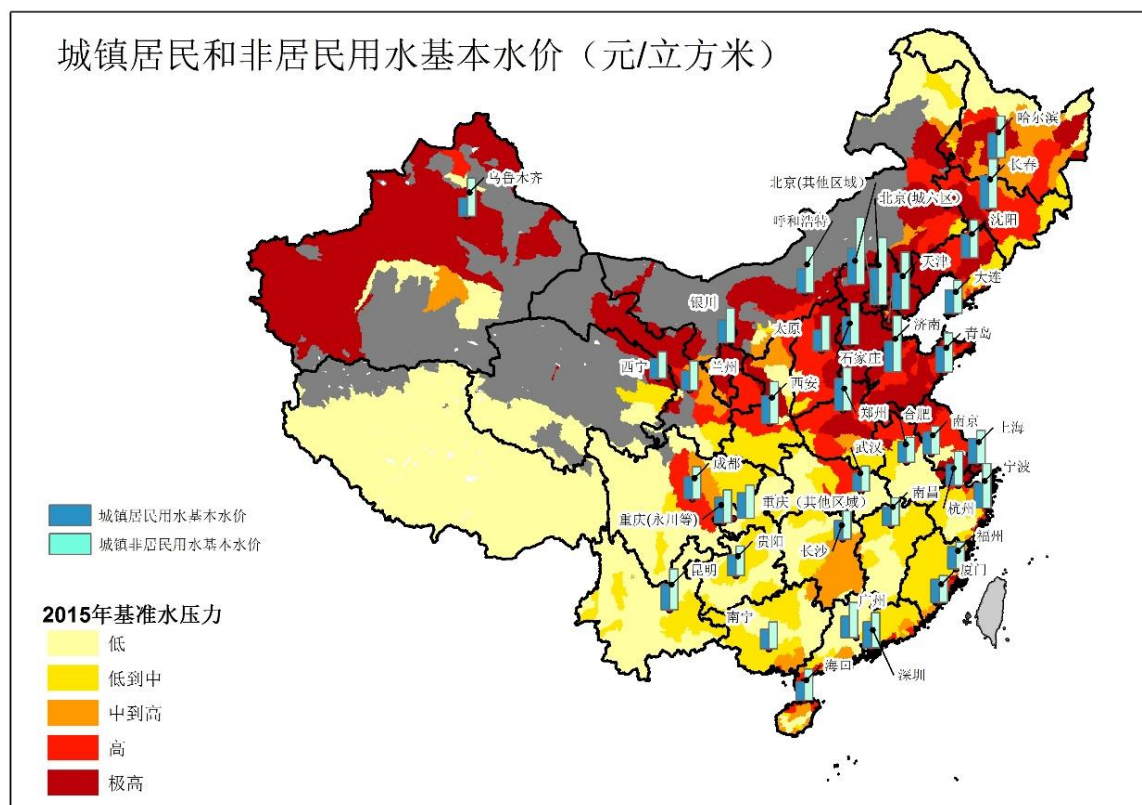 城镇居民和非居民用水基本水价（元/立方米）
哈尔滨
长春
乌鲁木齐
北京(其他区域)
北京(城六区)
呼和浩特
沈阳
天津
大连
银川
太原
济南
青岛
石家庄
西宁
兰州
西安
郑州
合肥
南京
上海
武汉
宁波
成都
南昌
杭州
重庆（其他区域）
重庆(永川等)
长沙
福州
贵阳
昆明
厦门
广州
南宁
深圳
海口
城镇居民用水基本水价
城镇非居民用水基本水价
2015年基准水压力
低
低到中
中到高
高
极高